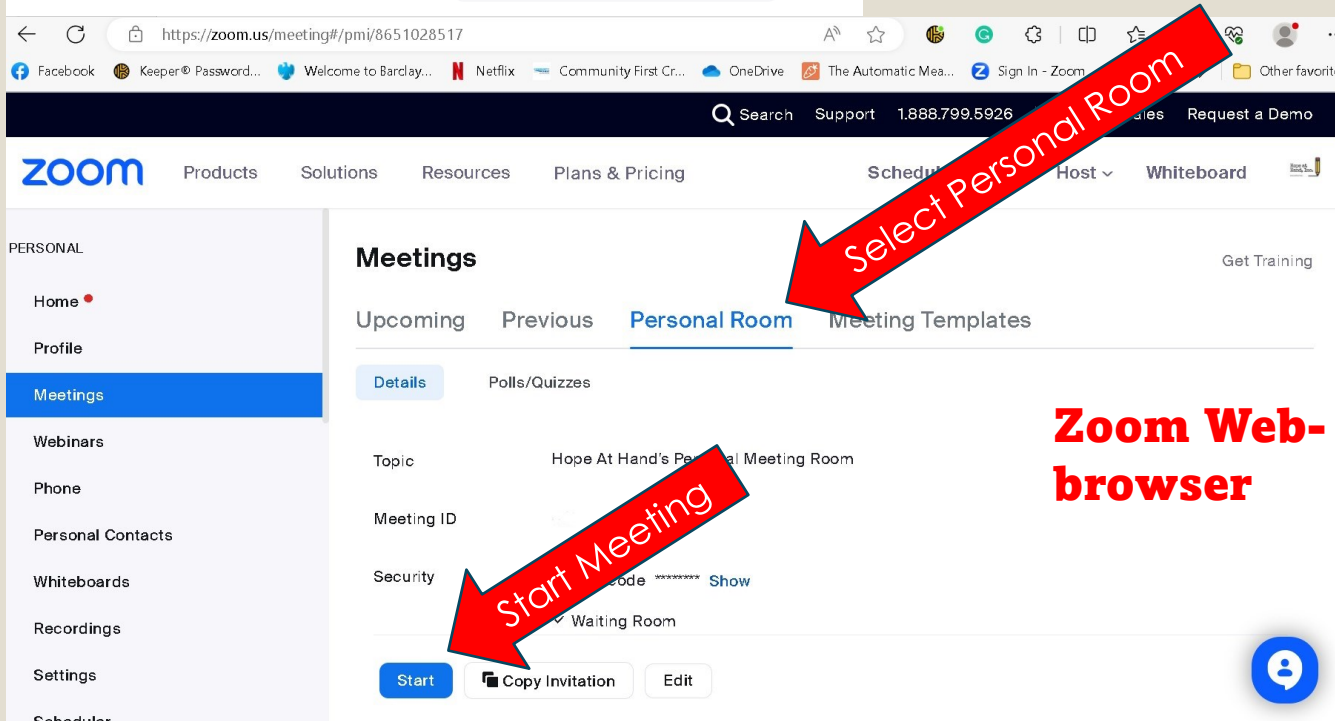 https://zoom.us/meeting#/pmi/8651028517
Facebook Keeper® Password... Welcome to Barclay... Netflix Community First Cr... OneDrive The Automatic Mea... Sign In - Zoom Other favorit
Search Support 1.888.799.5926 Request a Demo
zoom Products Solutions Resources Plans & Pricing Host Whiteboard
Select Personal Room
PERSONAL
Meetings
Get Training
Home
Upcoming Previous Personal Room Meeting Templates
Profile
Meetings
Details Polls/Quizzes
Zoom Web-
browser
Webinars
Topic Hope At Hand's Meeting Room
Phone
Start Meeting
Meeting ID
Personal Contacts
Security ******** Show
Whiteboards
Waiting Room
Recordings
Settings
Start Copy Invitation Edit
Scheduler